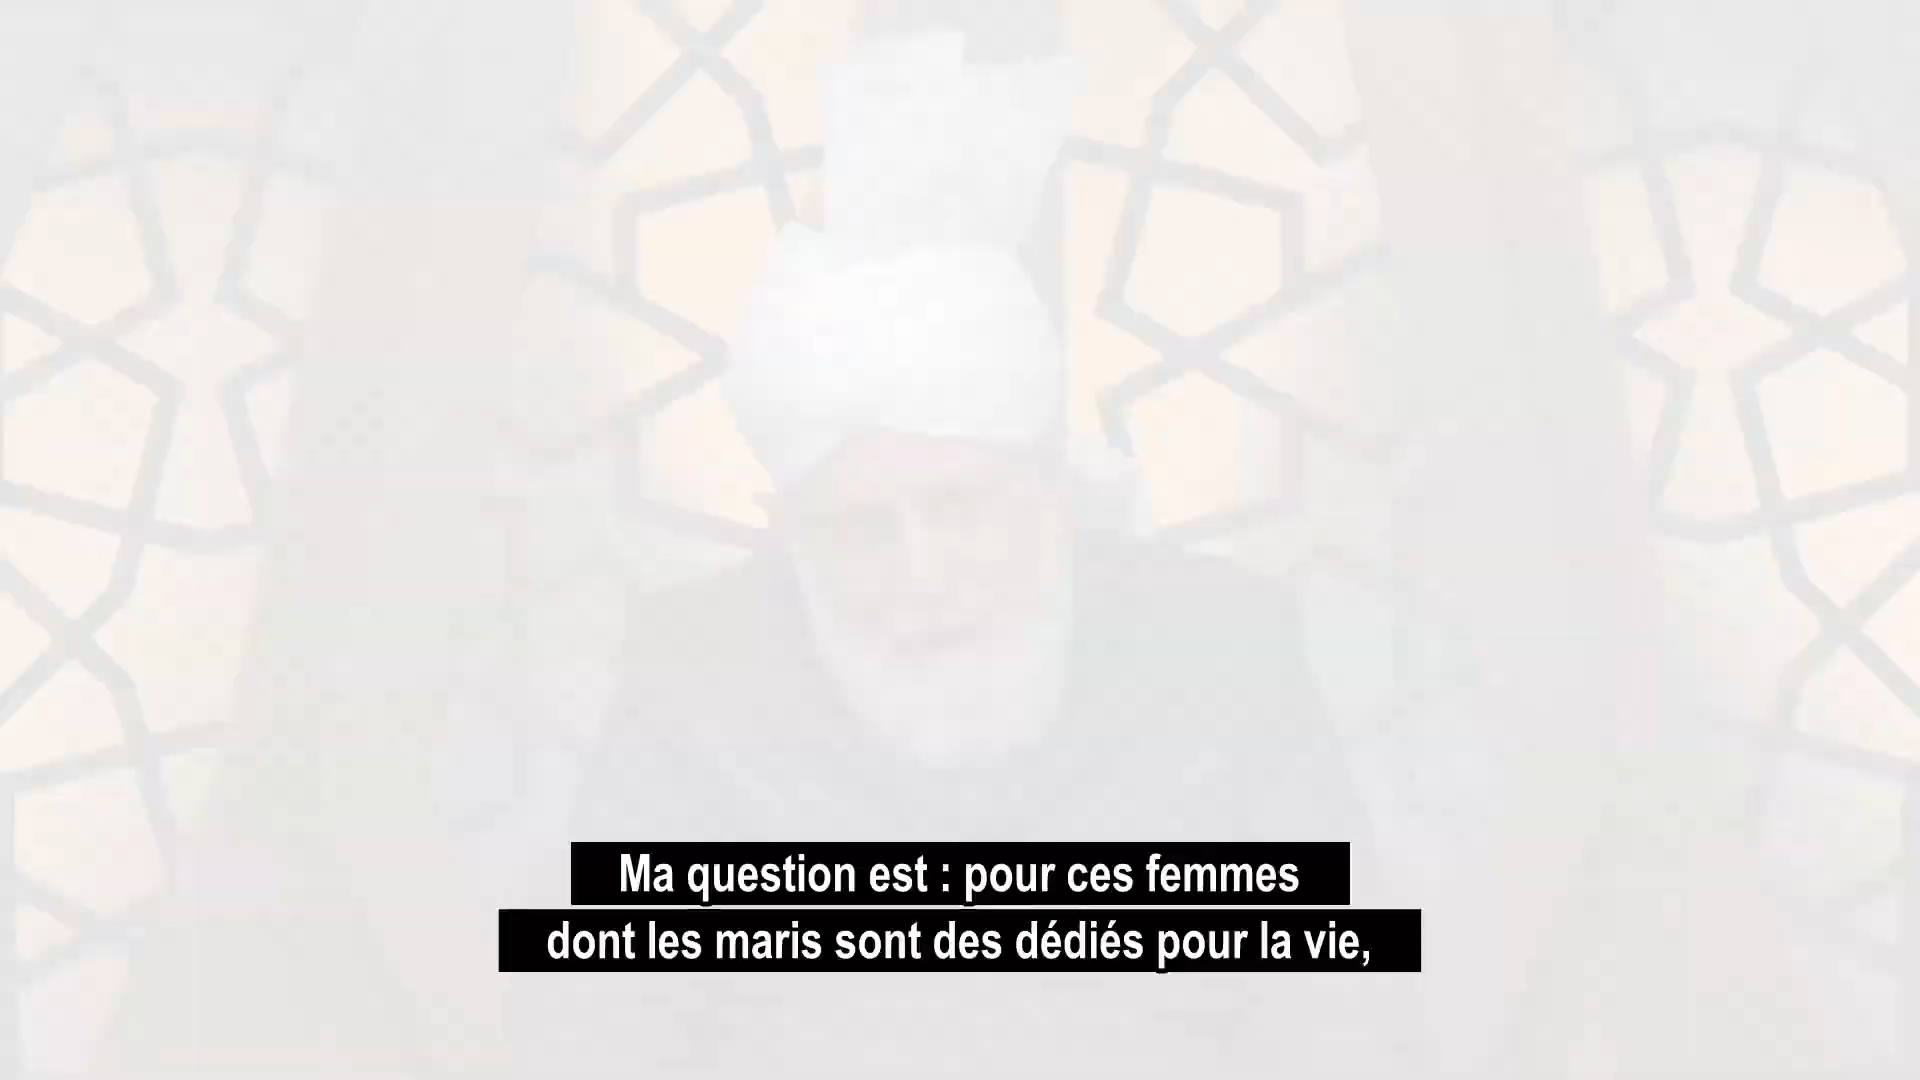 Ma question est : pour ces femmes
dont les maris sont des dédiés pour la vie,